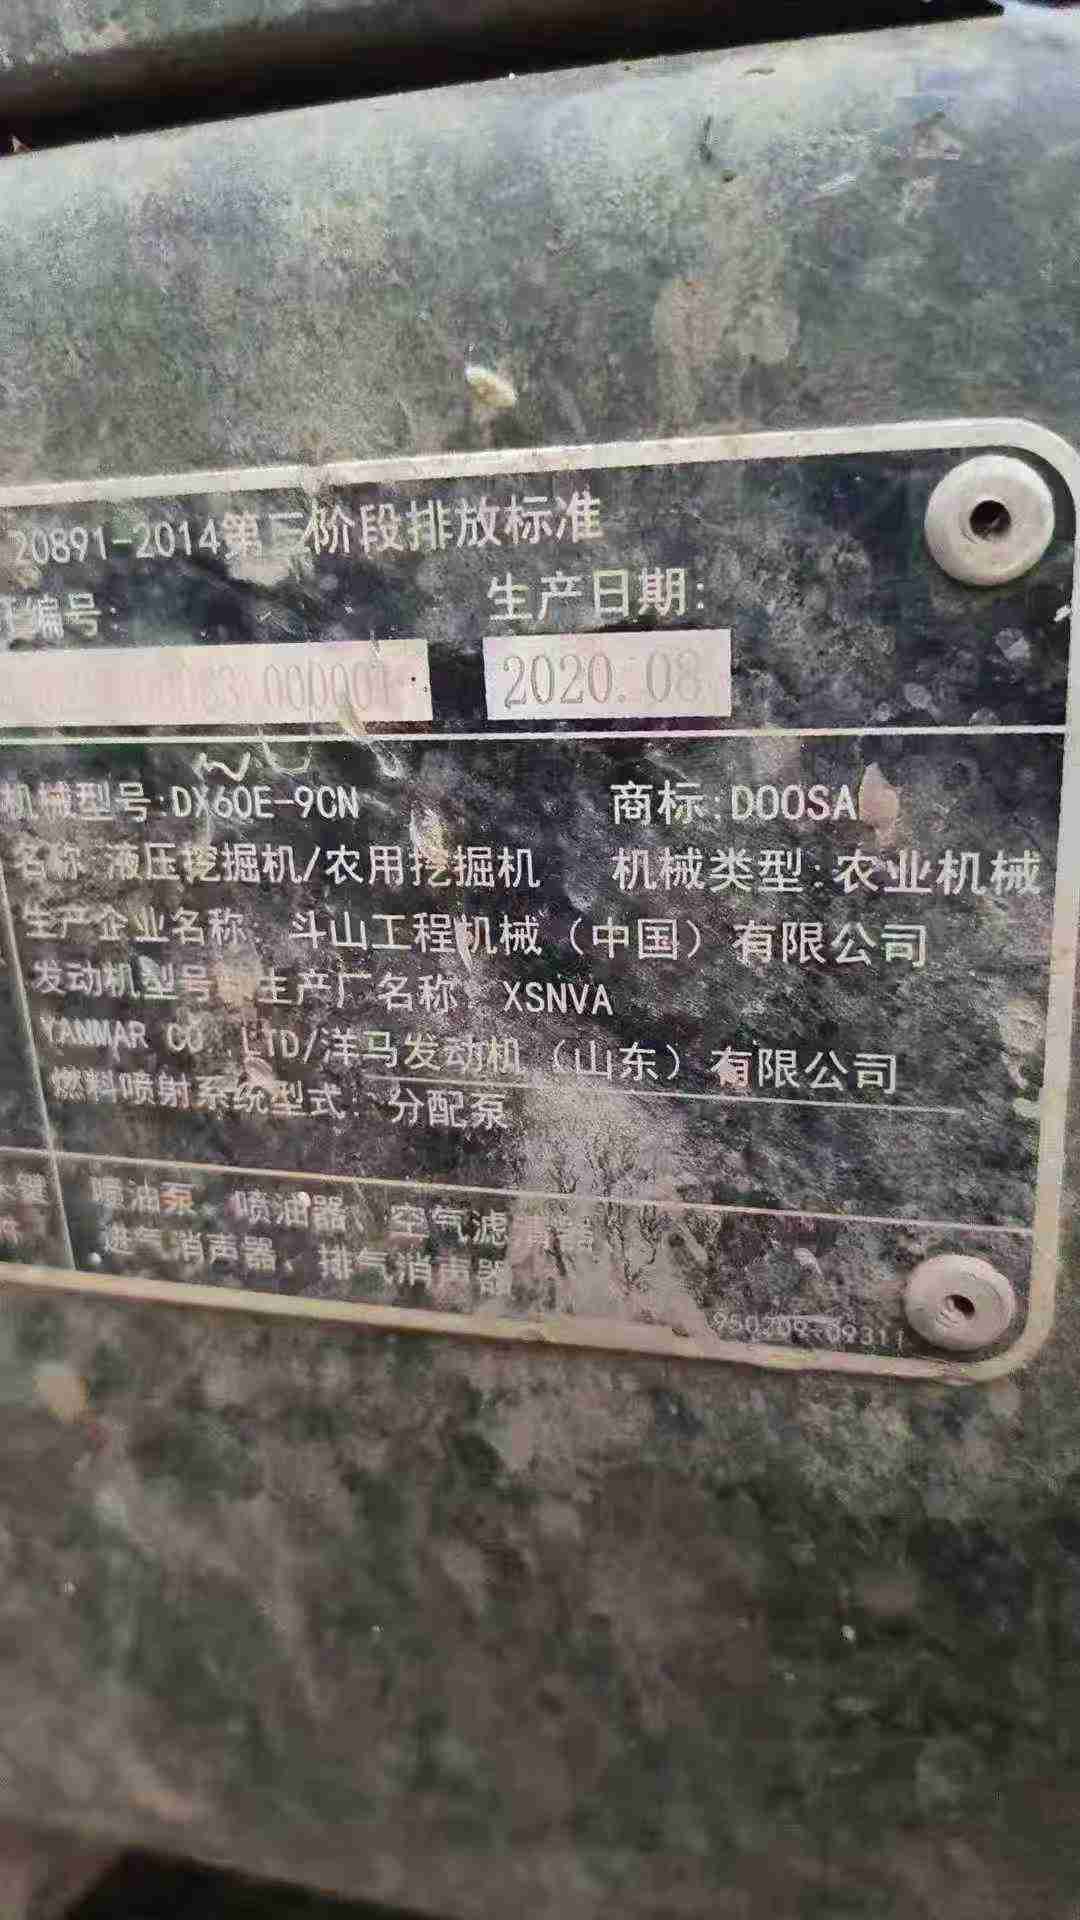 20891-2014第三阶段排放标准
编号: 生产日期:
000001 2020.08
机械型号:DX60E-9CN 商标:DOOSA
名称 液压挖掘机/农用挖掘机 机械类型:农业机械
生产企业名称: 斗山工程机械（中国）有限公司
发动机型号 生产厂名称: XSNVA
YANMAR CO .LTD/洋马发动机（山东）有限公司
燃料喷射系统型式: 分配泵
喷油泵、喷油器、空气滤清器
进气消声器、排气消声器
950209-09311